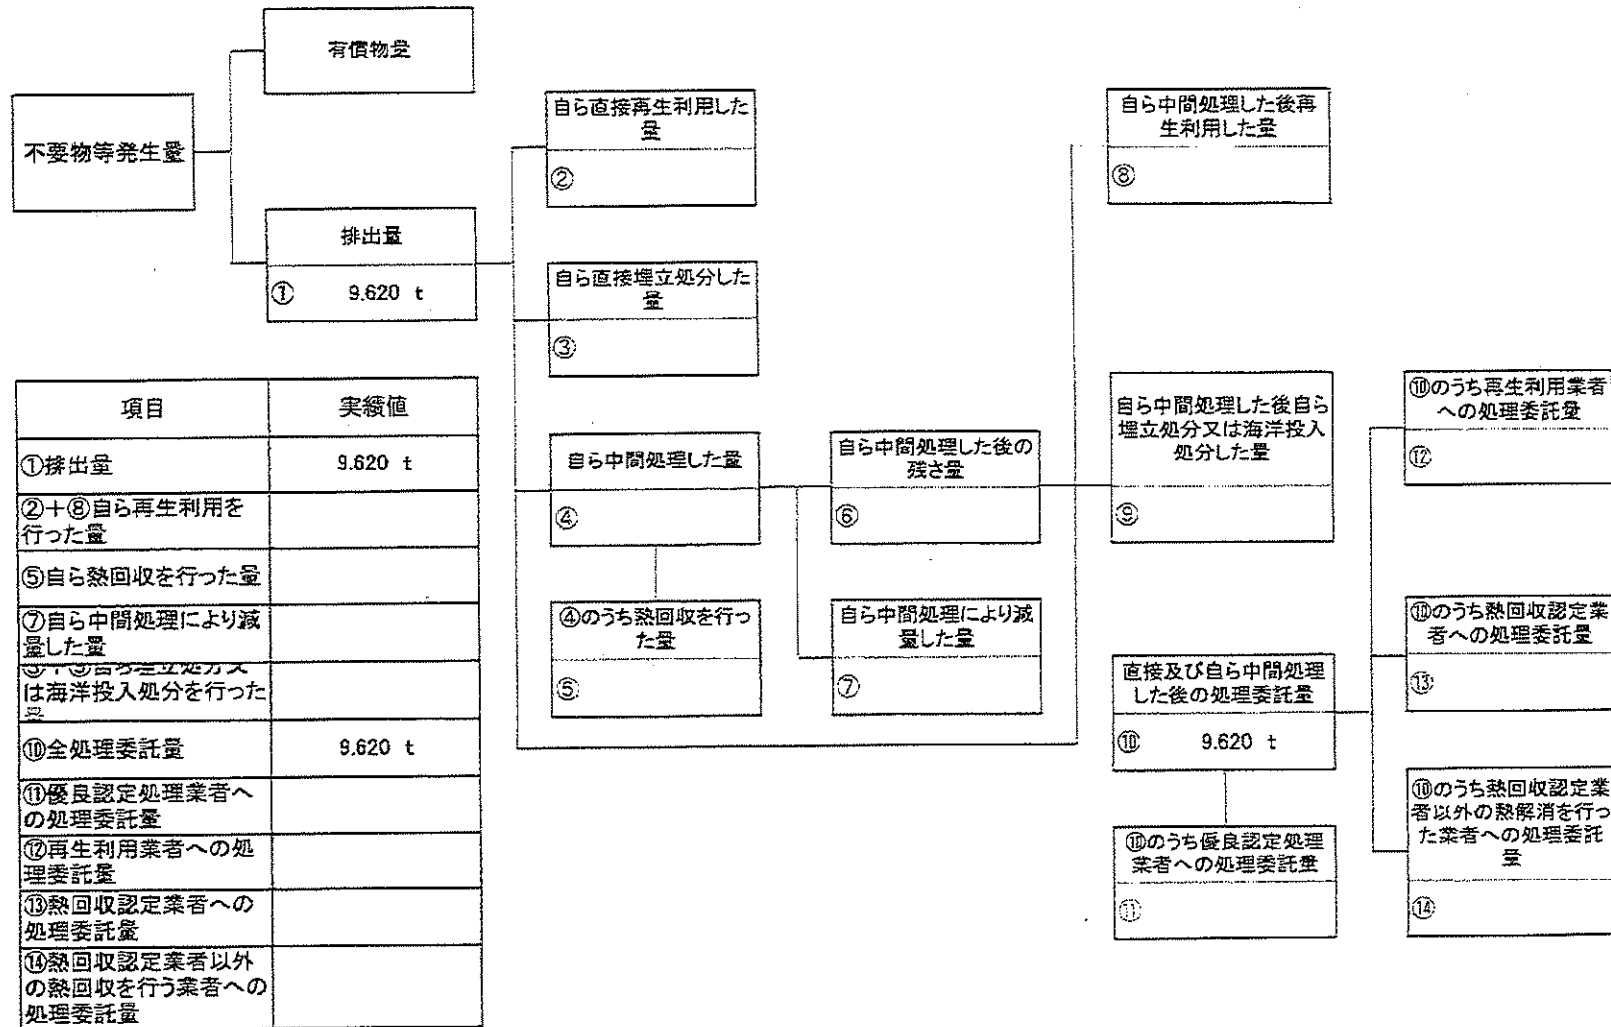 有償物量
不要物等発生量
排出量
① 9.620 t
自ら直接再生利用した
量
②
自ら直接埋立処分した
量
③
自ら中間処理した量
④
④のうち熱回収を行っ
た量
⑤
自ら中間処理した後の
残さ量
⑥
自ら中間処理により減
量した量
⑦
自ら中間処理した後再
生利用した量
⑧
自ら中間処理した後自ら
埋立処分又は海洋投入
処分した量
⑨
直接及び自ら中間処理
した後の処理委託量
⑩ 9.620 t
⑩のうち優良認定処理
業者への処理委託量
⑪
⑩のうち再生利用業者
への処理委託量
⑫
⑩のうち熱回収認定業
者への処理委託量
⑬
⑩のうち熱回収認定業
者以外の熱解消を行っ
た業者への処理委託
量
⑭
項目 実績値
①排出量 9.620 t
②+⑧自ら再生利用を
行った量
⑤自ら熱回収を行った量
⑦自ら中間処理により減
量した量
自ら埋立処分又
は海洋投入処分を行った
量
⑩全処理委託量 9.620 t
⑪優良認定処理業者へ
の処理委託量
⑫再生利用業者への処
理委託量
⑬熱回収認定業者への
処理委託量
⑭熱回収認定業者以外
の熱回収を行う業者への
処理委託量